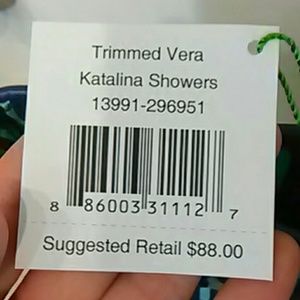 Trimmed Vera
Katalina Showers
13991-296951
8 86003 31112 7
Suggested Retail $88.00